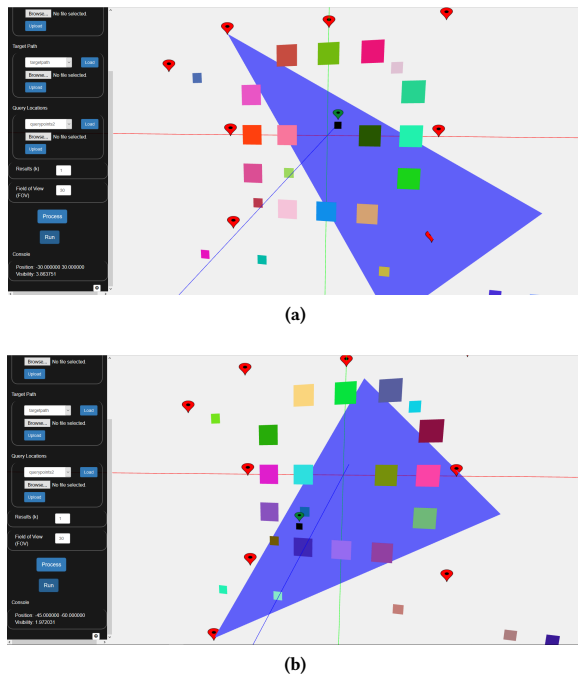 Browse... No file selected.
Upload
Target Path
targetpath
Load
Browse... No file selected.
Upload
Query Locations
querypoints2
Load
Browse... No file selected.
Upload
Results (k)
1
Field of View
(FOV)
30
Process
Run
Console
Position: -30.000000 30.000000
Visibility: 3.863751
(a)
Browse... No file selected.
Upload
Target Path
targetpath
Load
Browse... No file selected.
Upload
Query Locations
querypoints2
Load
Browse... No file selected.
Upload
Results (k)
1
Field of View
(FOV)
Process
Run
Console
Position: -45.000000 -60.000000
Visibility: 1.972031
(b)